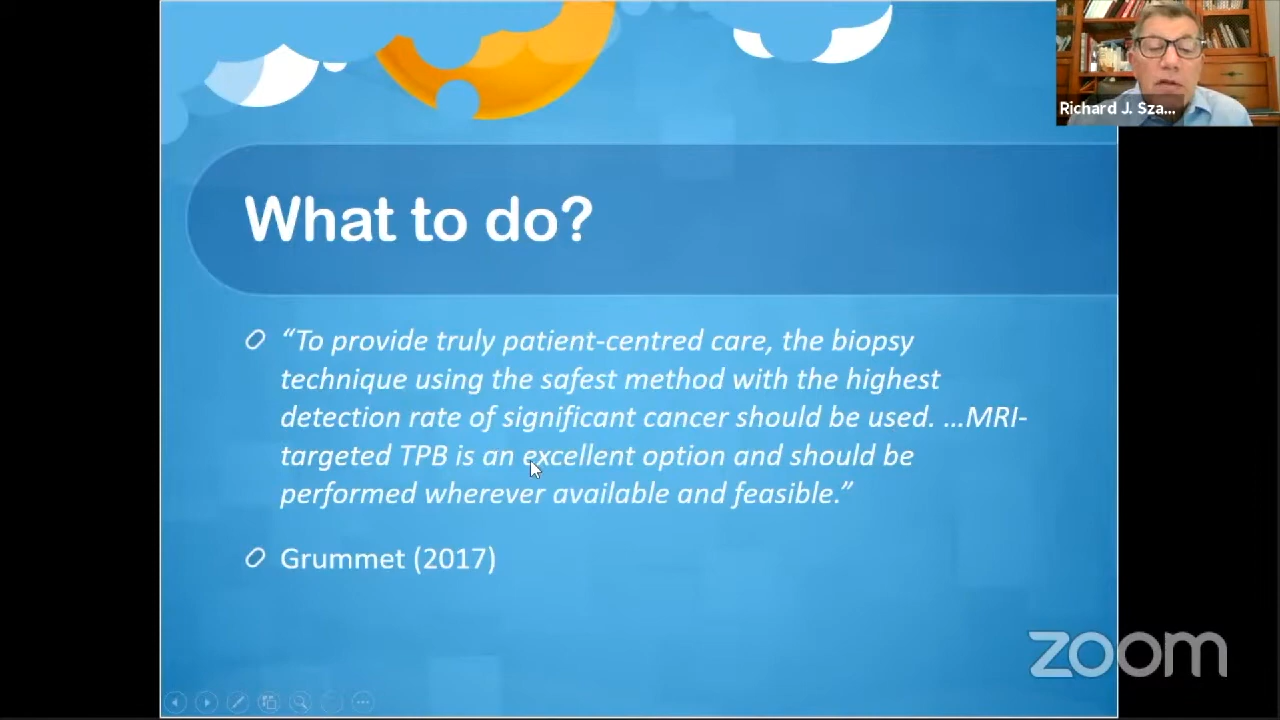 Richard J. Sza...
What to do?
“To provide truly patient-centred care, the biopsy
technique using the safest method with the highest
detection rate of significant cancer should be used. ...MRI-
targeted TPB is an excellent option and should be
performed wherever available and feasible.”
Grummet (2017)
zoom